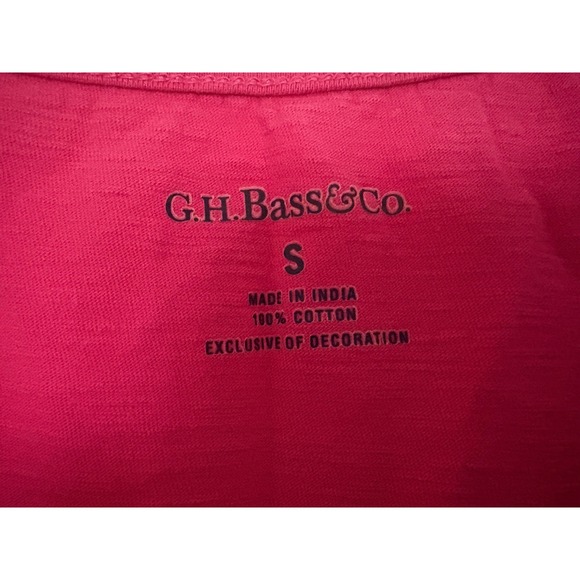 G.H.Bass&Co.
S
MADE IN INDIA
100% COTTON
EXCLUSIVE OF DECORATION